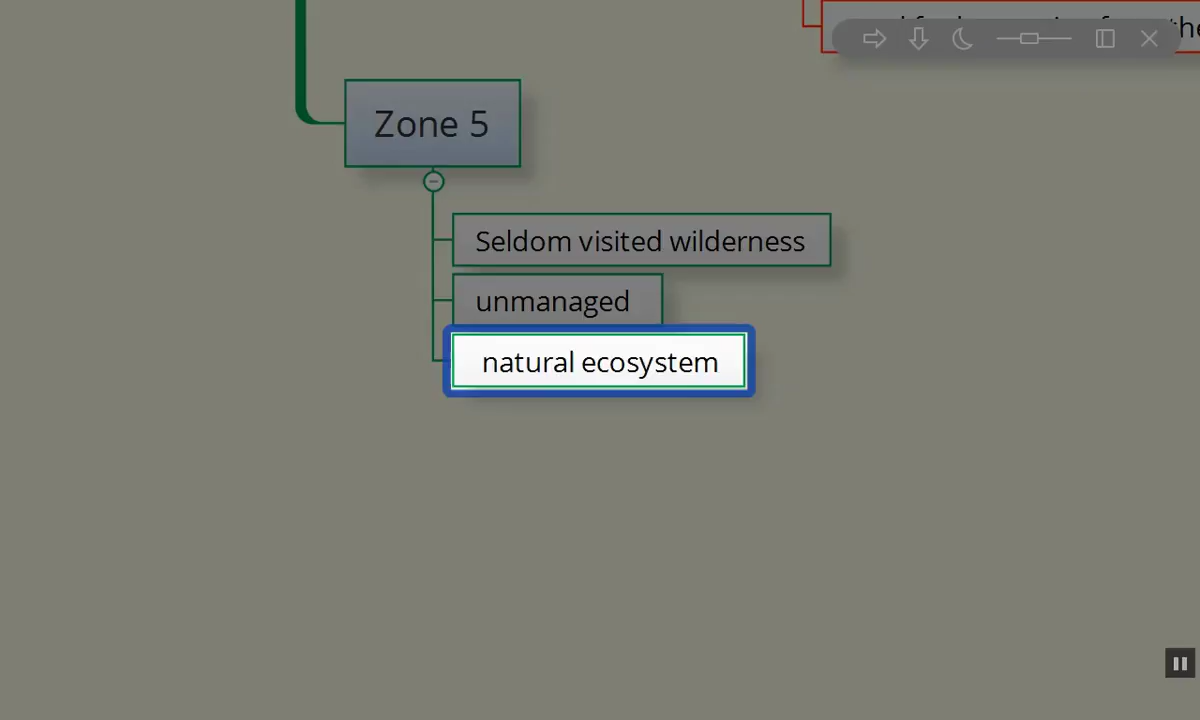 Zone 5
Seldom visited wilderness
unmanaged
natural ecosystem